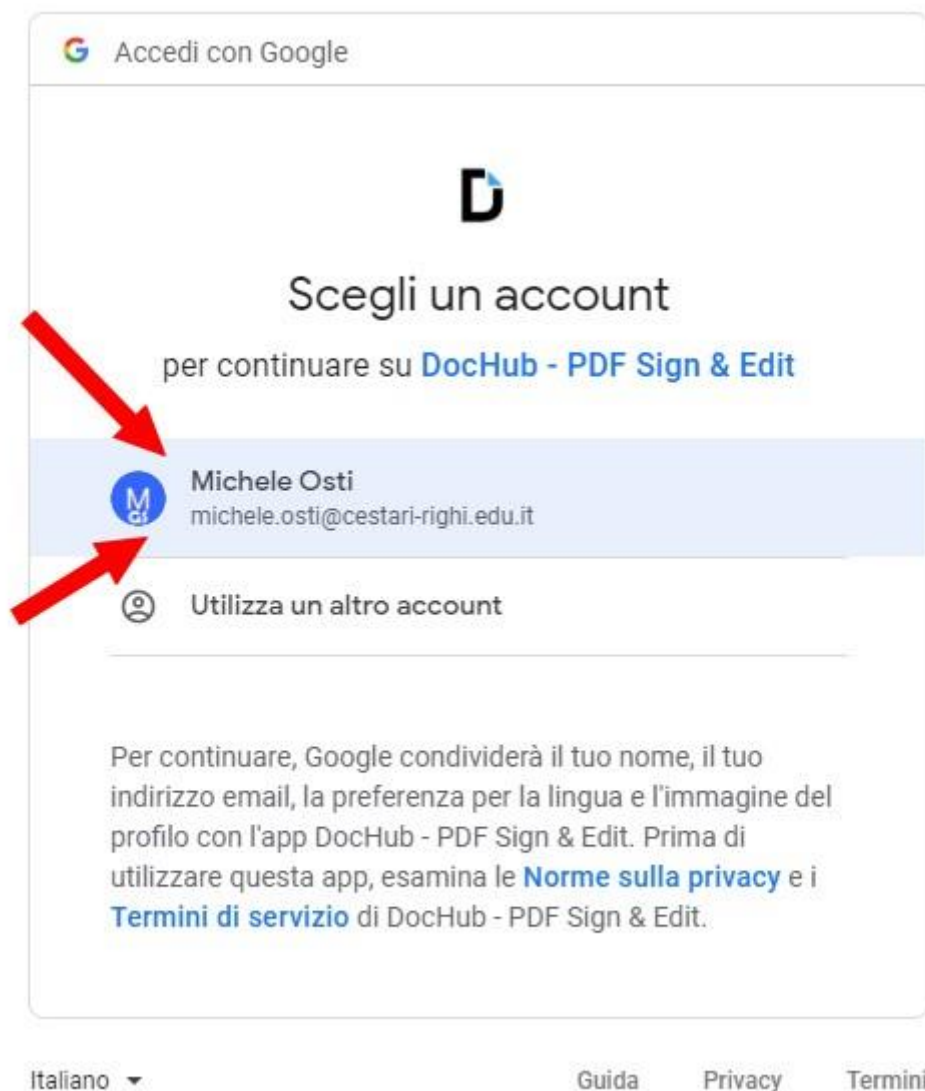 Accedi con Google
Scegli un account
per continuare su DocHub - PDF Sign & Edit
M
GS
Michele Osti
michele.osti@cestari-righi.edu.it
Utilizza un altro account
Per continuare, Google condividerà il tuo nome, il tuo
indirizzo email, la preferenza per la lingua e l'immagine del
profilo con l'app DocHub - PDF Sign & Edit. Prima di
utilizzare questa app, esamina le Norme sulla privacy e i
Termini di servizio di DocHub - PDF Sign & Edit.
Italiano Guida Privacy Termini